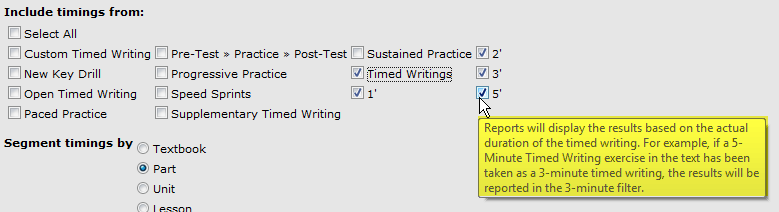 Include timings from:
Select All
Custom Timed Writing Pre-Test » Practice » Post-Test Sustained Practice 2'
New Key Drill Progressive Practice Timed Writings 3'
Open Timed Writing Speed Sprints 1' 5'
Paced Practice Supplementary Timed Writing
Reports will display the results based on the actual
duration of the timed writing. For example, if a 5-
Minute Timed Writing exercise in the text has been
taken as a 3-minute timed writing, the results will be
reported in the 3-minute filter.
Segment timings by Textbook
Part
Unit
Lesson